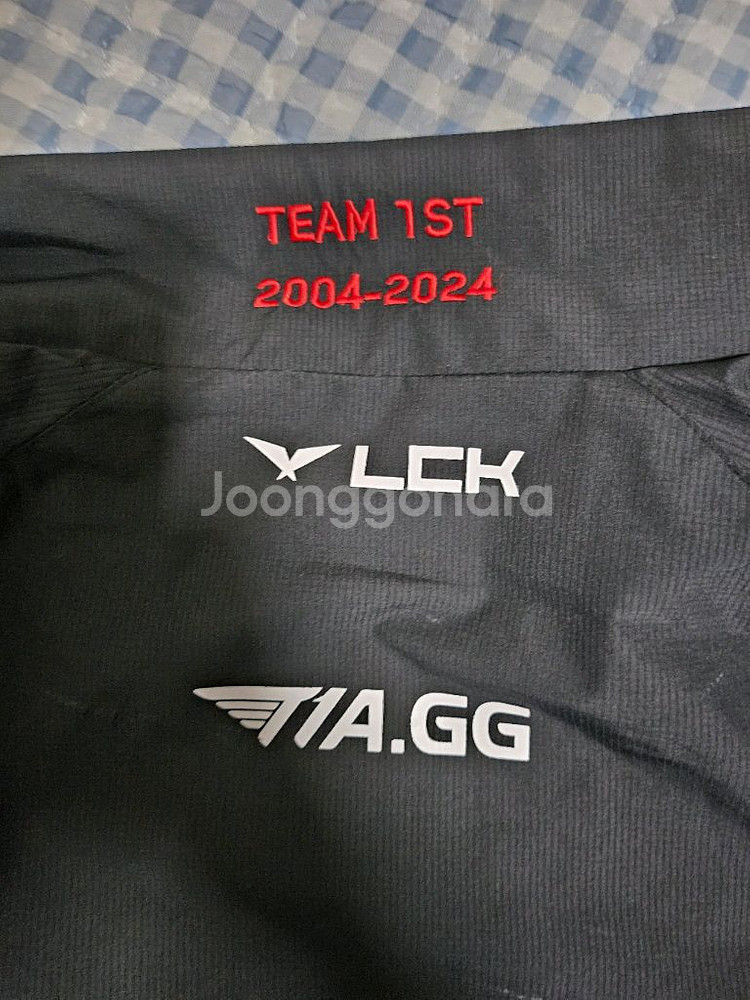 TEAM 1ST
2004-2024
LCK
Joonggonara
T1A.GG